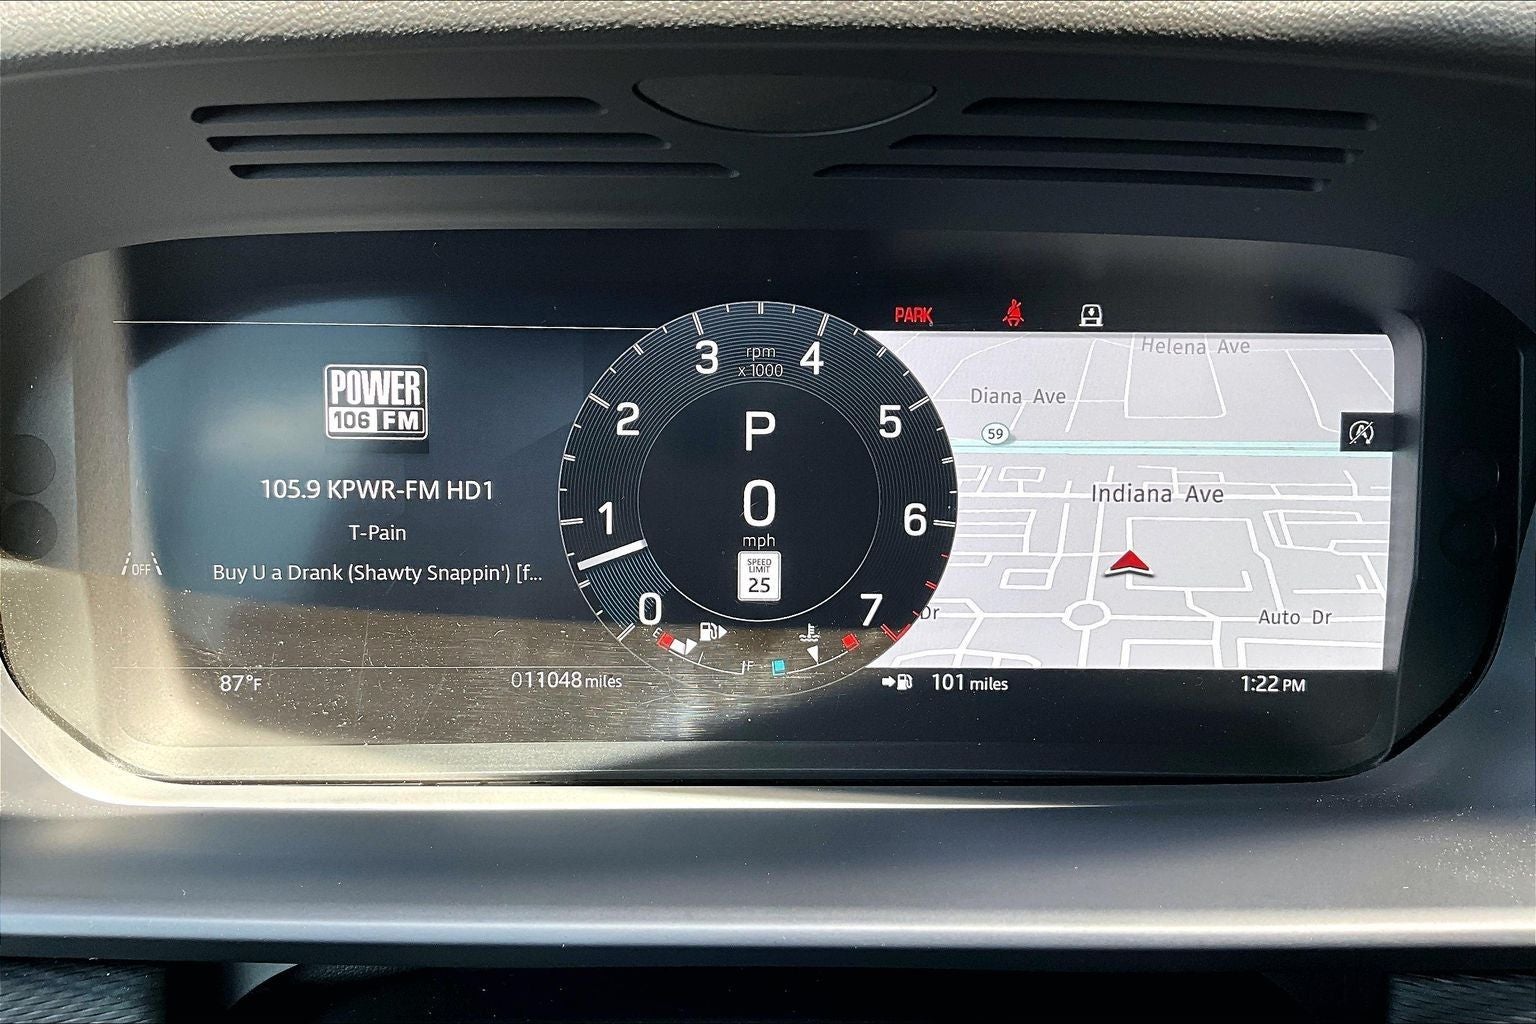 PARK
POWER
106 FM
105.9 KPWR-FM HD1
T-Pain
Buy U a Drank (Shawty Snappin') [f...
OFF
87°F
011048 miles
3
rpm
x 1000
4
2
5
1
6
0
7
P
0
mph
SPEED
LIMIT
25
E
F
Helena Ave
Diana Ave
59
A
Indiana Ave
Dr
Auto Dr
101 miles
1:22 PM